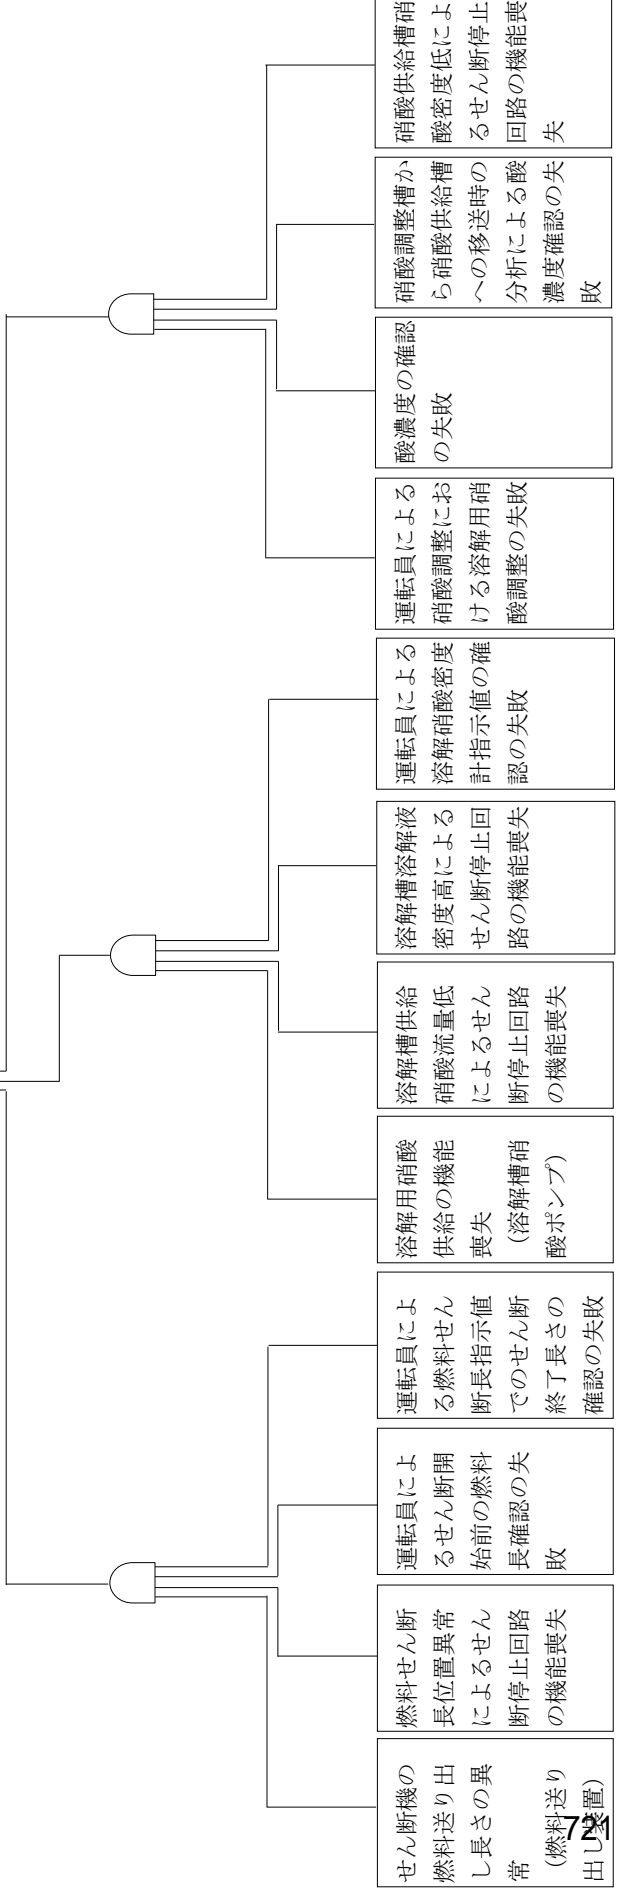 せん断機の
燃料送り出
し長さの異
常
（燃料送り
出し装置）
燃料せん断
長位置異常
によるせん
断停止回路
の機能喪失
運転員によ
るせん断開
始前の燃料
長確認の失
敗
運転員によ
る燃料せん
断長指示値
でのせん断
終了長さの
確認の失敗
溶解用硝酸
供給の機能
喪失
（溶解槽硝
酸ポンプ）
溶解槽供給
硝酸流量低
によるせん
断停止回路
の機能喪失
溶解槽溶解液
密度高による
せん断停止回
路の機能喪失
運転員による
溶解硝酸密度
計指示値の確
認の失敗
運転員による
硝酸調整にお
ける溶解用硝
酸調整の失敗
酸濃度の確認
の失敗
硝酸調整槽か
ら硝酸供給槽
への移送時の
分析による酸
濃度確認の失
敗
硝酸供給槽硝
酸密度低によ
るせん断停止
回路の機能喪
失
721